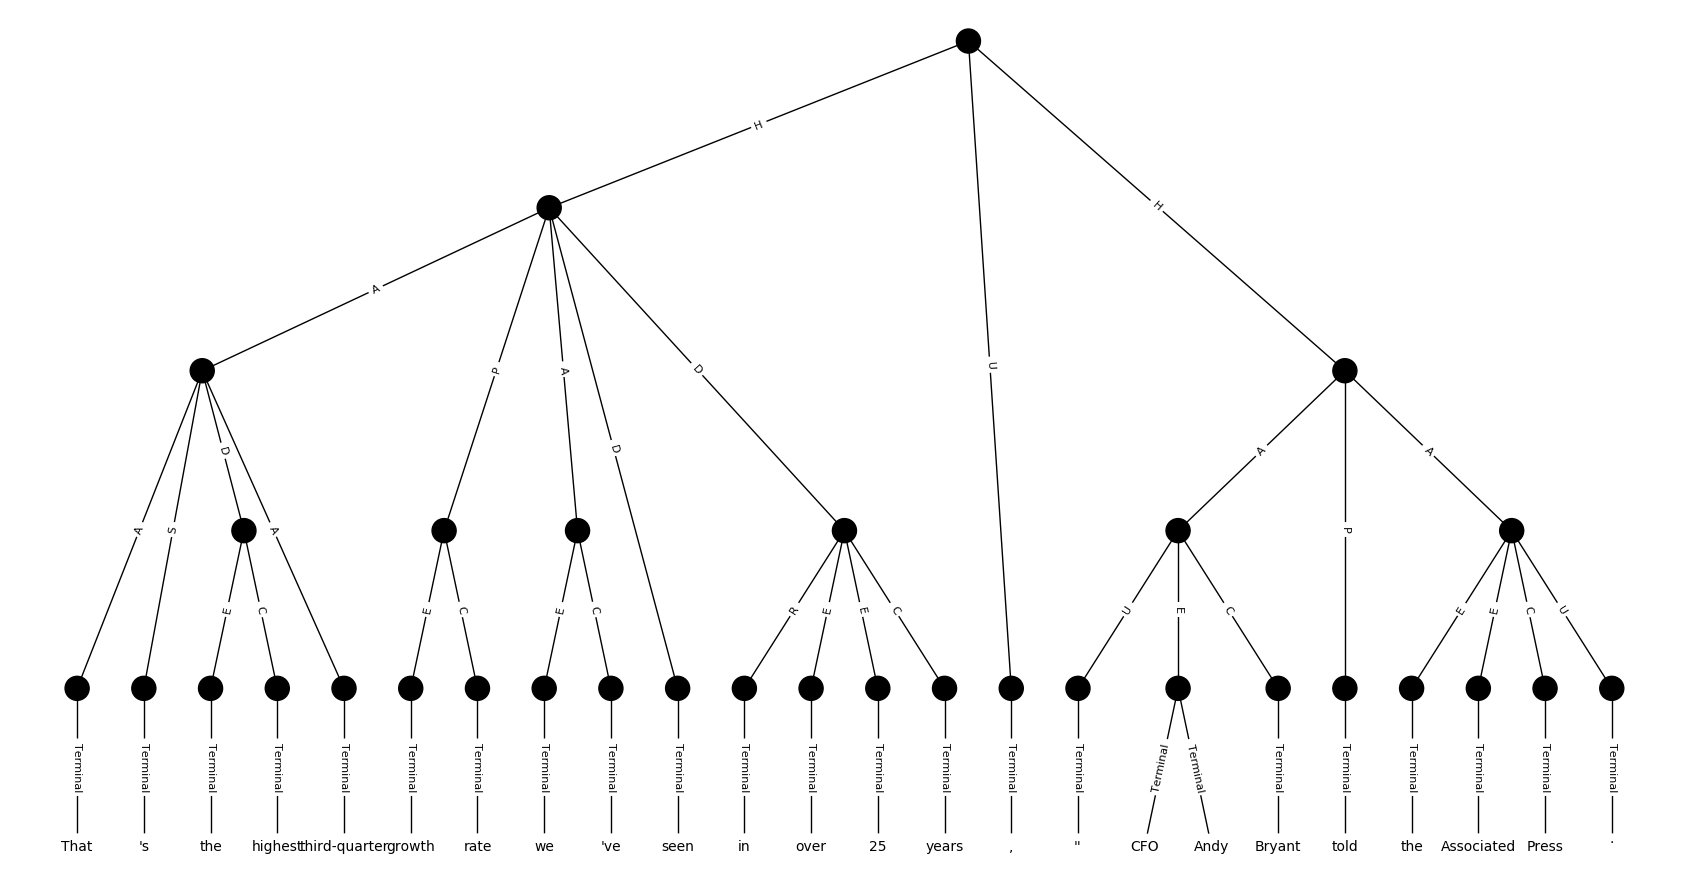 H
H
A
A
P
A
D
U
D
D
A
A
A
S
A
P
E
C
E
C
E
C
R
E
E
C
U
E
C
E
E
C
U
Terminal Terminal Terminal Terminal Terminal Terminal Terminal Terminal Terminal Terminal Terminal Terminal Terminal Terminal Terminal Terminal Terminal Terminal Terminal Terminal Terminal Terminal Terminal Terminal
That 's the highest third-quarter growth rate we 've seen in over 25 years , " CFO Andy Bryant told the Associated Press .